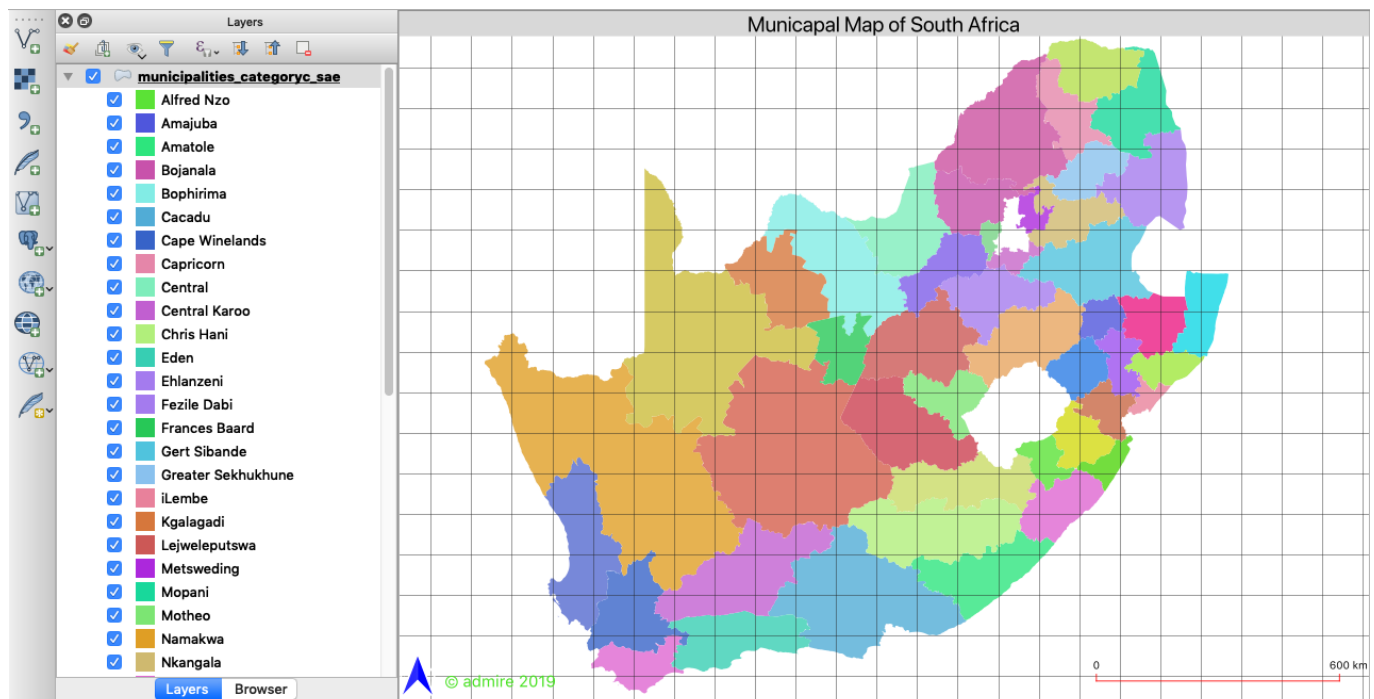 Layers
Municapal Map of South Africa
municipalities_categoryc_sae
Alfred Nzo
Amajuba
Amatole
Bojanala
Bophirima
Cacadu
Cape Winelands
Capricorn
Central
Central Karoo
Chris Hani
Eden
Ehlanzeni
Fezile Dabi
Frances Baard
Gert Sibande
Greater Sekhukhune
iLembe
Kgalagadi
Lejweleputswa
Metsweding
Mopani
Motheo
Namakwa
Nkangala
0 600 km
© admire 2019
Layers Browser